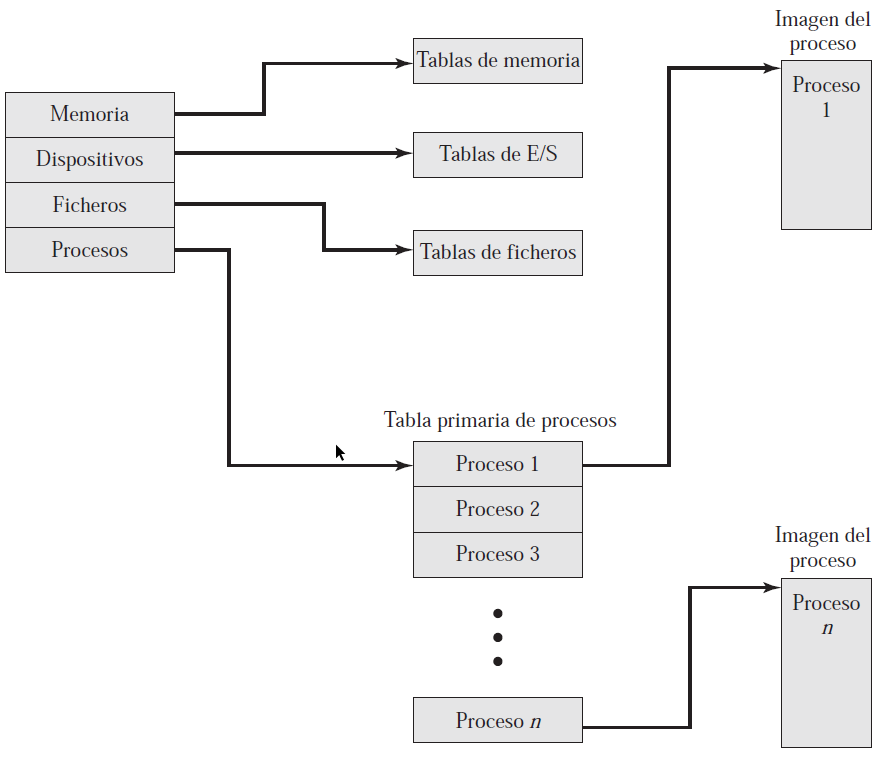 Imagen del
proceso
Tablas de memoria
Proceso
1
Memoria
Dispositivos
Tablas de E/S
Ficheros
Procesos
Tablas de ficheros
Tabla primaria de procesos
Proceso 1
Proceso 2
Proceso 3
Imagen del
proceso
Proceso
n
Proceso n